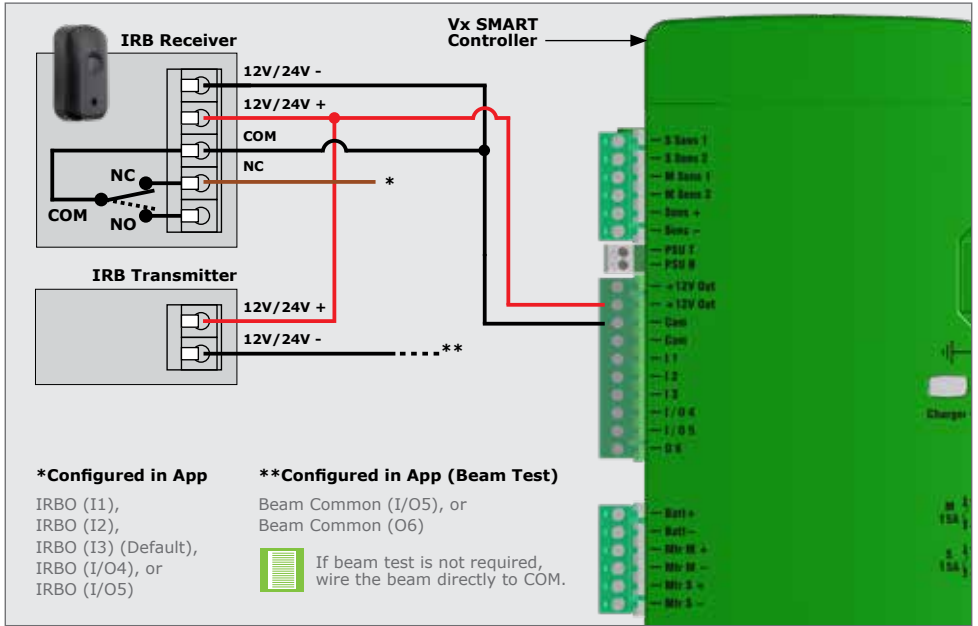 IRB Receiver
Vx SMART
Controller
12V/24V -
12V/24V +
COM
NC
NC
*
COM
NO
IRB Transmitter
12V/24V +
12V/24V -
**
S Sens 1
S Sens 2
M Sens 1
M Sens 2
Sens +
Sens -
PSU T
PSU N
+12V Out
+12V Out
Com
Com
I 1
I 2
I 3
I/O 4
I/O 5
O 6
Charger
Batt+
Batt-
Mtr M +
Mtr M -
Mtr S +
Mtr S -
M
15A
S
15A
*Configured in App
IRBO (I1),
IRBO (I2),
IRBO (I3) (Default),
IRBO (I/O4), or
IRBO (I/O5)
**Configured in App (Beam Test)
Beam Common (I/O5), or
Beam Common (O6)
If beam test is not required,
wire the beam directly to COM.